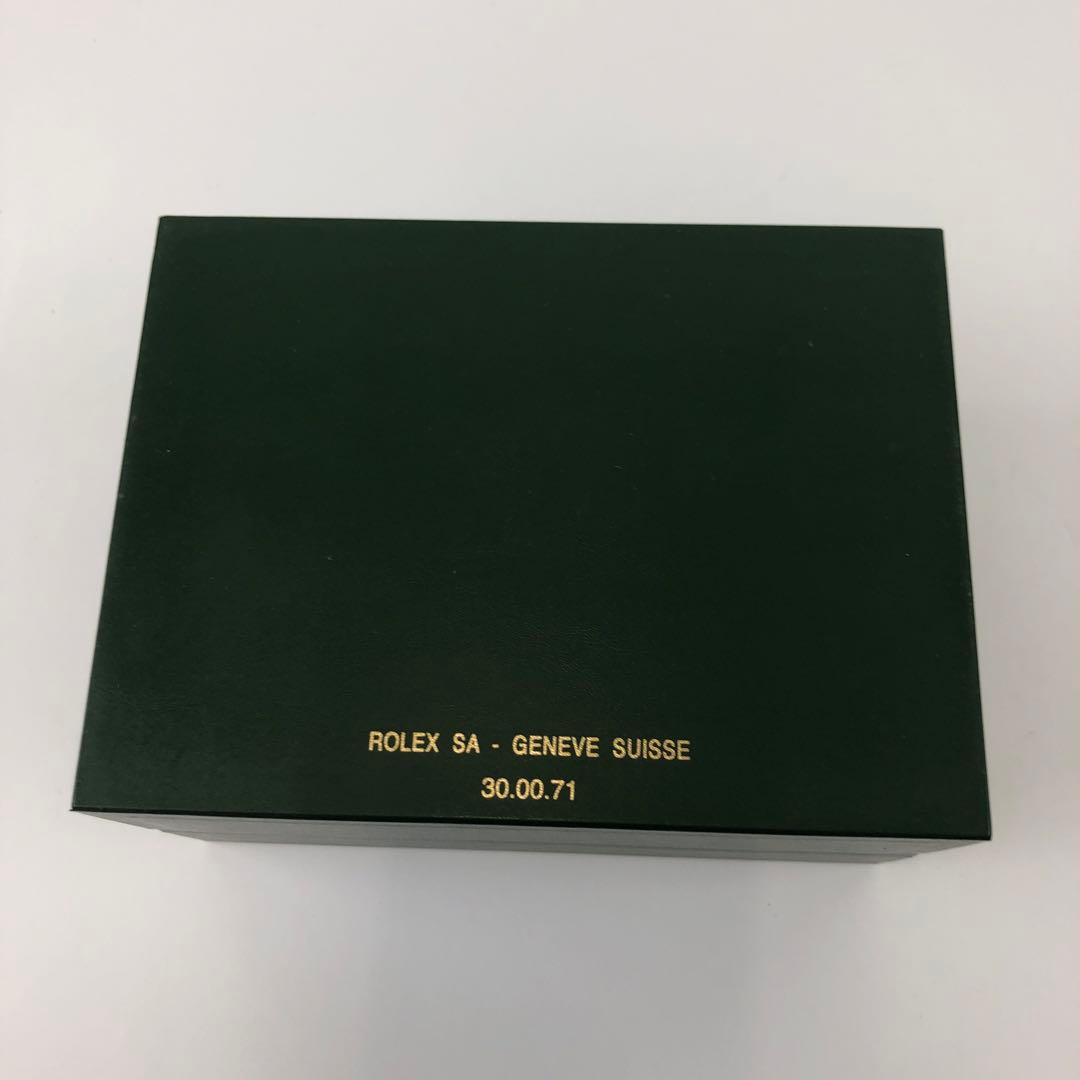 ROLEX SA - GENEVE SUISSE
30.00.71